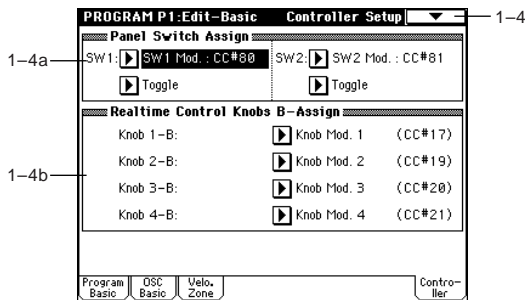 PROGRAM P1:Edit-Basic Controller Setup 1–4
Panel Switch Assign
1–4a SW1: SW1 Mod. : CC#80 SW2: SW2 Mod. : CC#81
Toggle Toggle
Realtime Control Knobs B-Assign
Knob 1-B: Knob Mod. 1 (CC#17)
Knob 2-B: Knob Mod. 2 (CC#19)
1–4b
Knob 3-B: Knob Mod. 3 (CC#20)
Knob 4-B: Knob Mod. 4 (CC#21)
Program Basic OSC Basic Velo. Zone Contro- ller